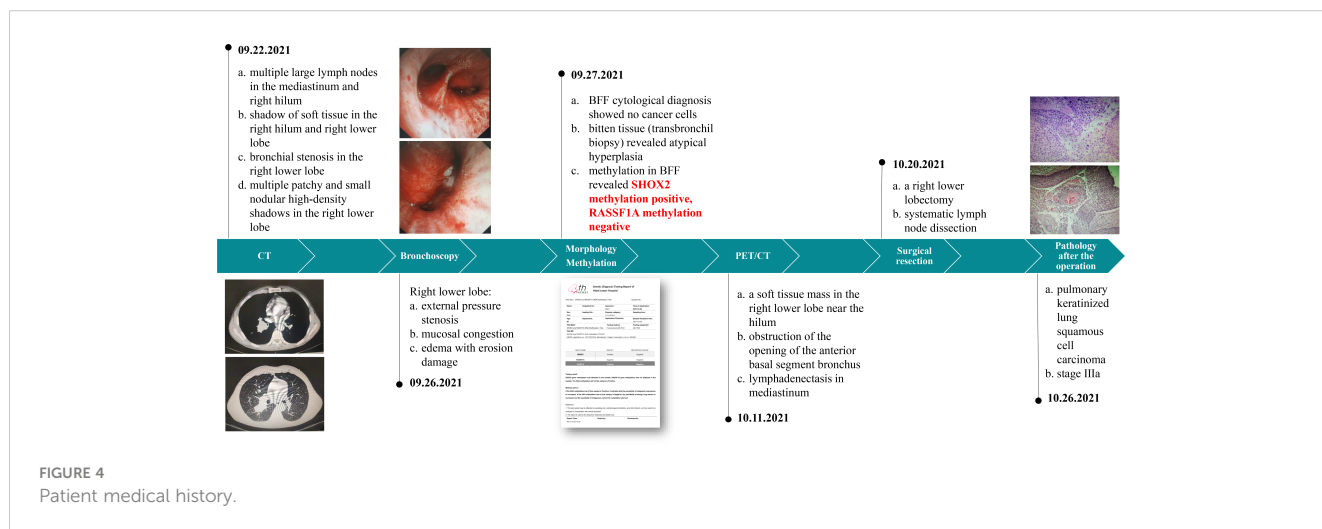 09.22.2021
a. multiple large lymph nodes
in the mediastinum and
right hilum
b. shadow of soft tissue in the
right hilum and right lower
lobe
c. bronchial stenosis in the
right lower lobe
d. multiple patchy and small
nodular high-density
shadows in the right lower
lobe
09.27.2021
a. BFF cytological diagnosis
showed no cancer cells
b. bitten tissue (transbronchil
biopsy) revealed atypical
hyperplasia
c. methylation in BFF
revealed SHOX2
methylation positive,
RASSF1A methylation
negative
10.20.2021
a. a right lower
lobectomy
b. systematic lymph
node dissection
CT
Bronchoscopy
Morphology
Methylation
PET/CT
Surgical
resection
Pathology
after the
operation
Right lower lobe:
a. external pressure
stenosis
b. mucosal congestion
c. edema with erosion
damage
09.26.2021
a. a soft tissue mass in the
right lower lobe near the
hilum
b. obstruction of the
opening of the anterior
basal segment bronchus
c. lymphadenectasis in
mediastinum
10.11.2021
a. pulmonary
keratinized
lung
squamous
cell
carcinoma
b. stage IIIa
10.26.2021
FIGURE 4
Patient medical history.